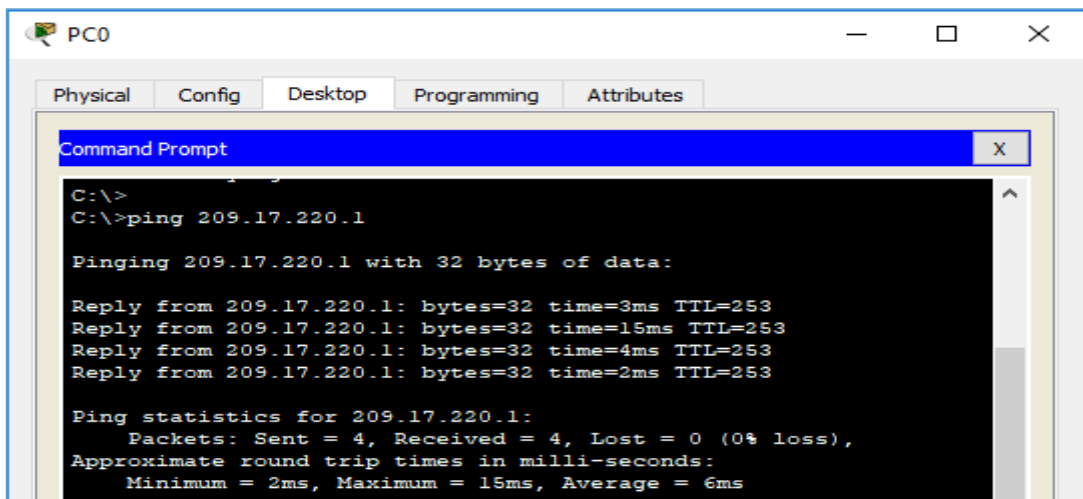 PC0
Physical Config Desktop Programming Attributes
Command Prompt
X
C:\>
C:\>ping 209.17.220.1
Pinging 209.17.220.1 with 32 bytes of data:
Reply from 209.17.220.1: bytes=32 time=3ms TTL=253
Reply from 209.17.220.1: bytes=32 time=15ms TTL=253
Reply from 209.17.220.1: bytes=32 time=4ms TTL=253
Reply from 209.17.220.1: bytes=32 time=2ms TTL=253
Ping statistics for 209.17.220.1:
Packets: Sent = 4, Received = 4, Lost = 0 (0% loss),
Approximate round trip times in milli-seconds:
Minimum = 2ms, Maximum = 15ms, Average = 6ms